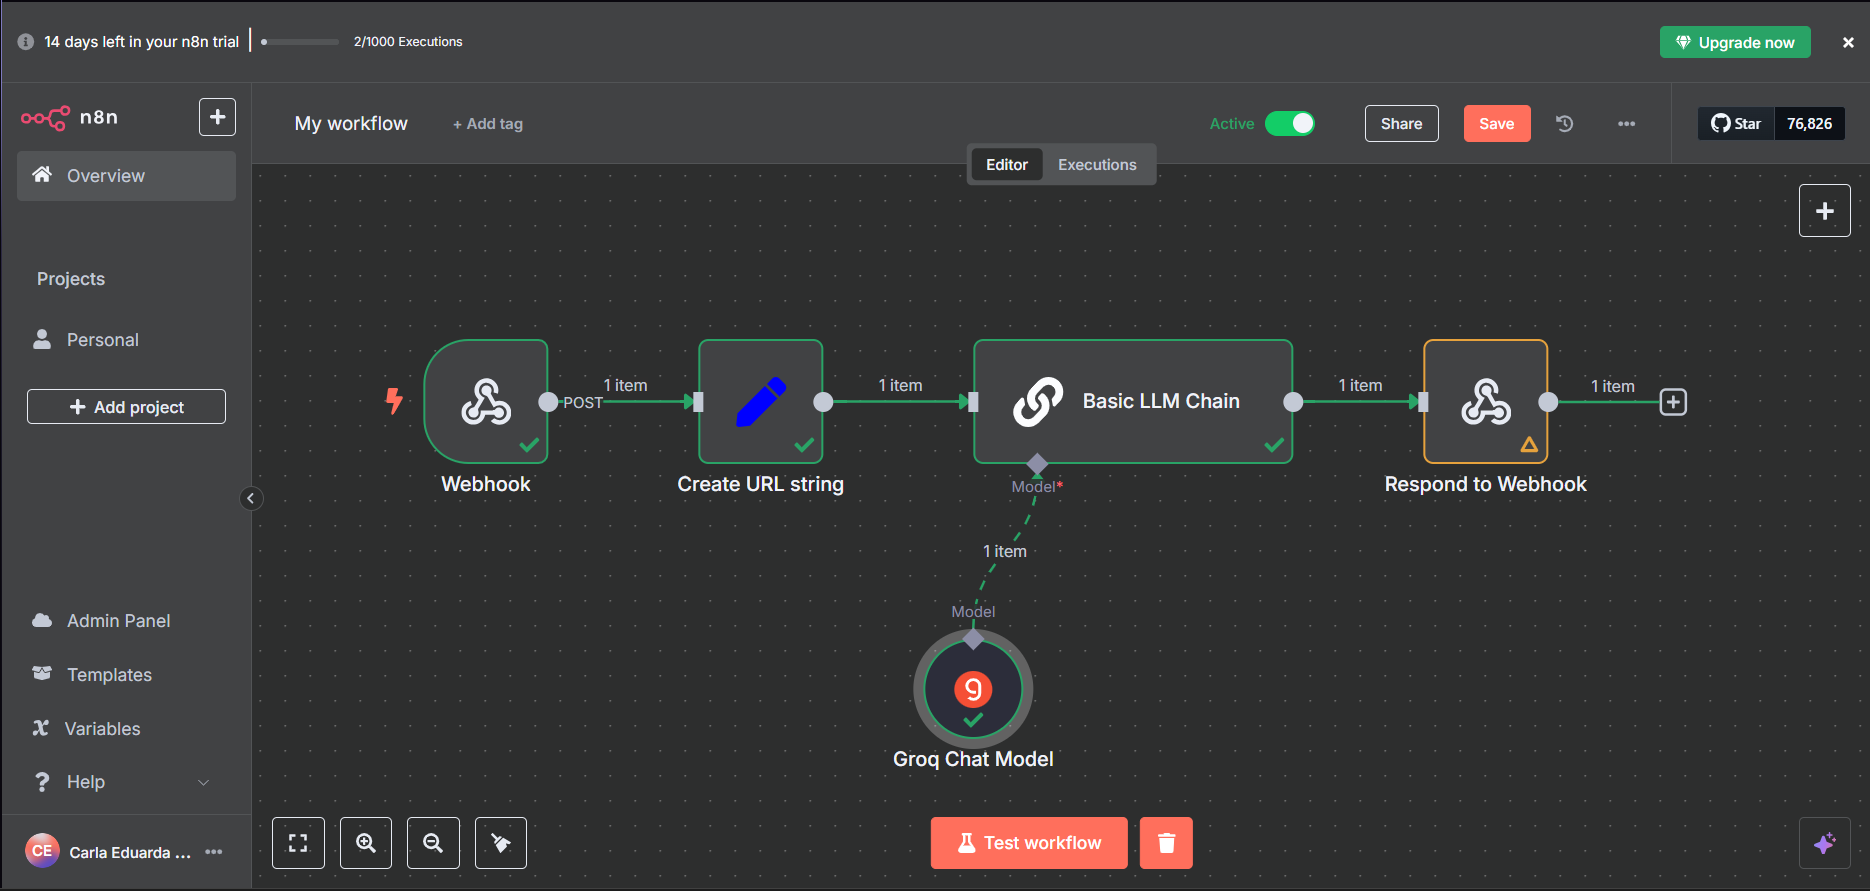 14 days left in your n8n trial
2/1000 Executions
Upgrade now
n8n
My workflow
+ Add tag
Active
Share
Save
Star
76,826
Editor
Executions
Overview
Projects
Personal
Add project
Admin Panel
Templates
Variables
Help
CE
Carla Eduarda ...
POST
1 item
1 item
1 item
1 item
Basic LLM Chain
Webhook
Create URL string
Model*
Respond to Webhook
1 item
Model
g
Groq Chat Model
Test workflow